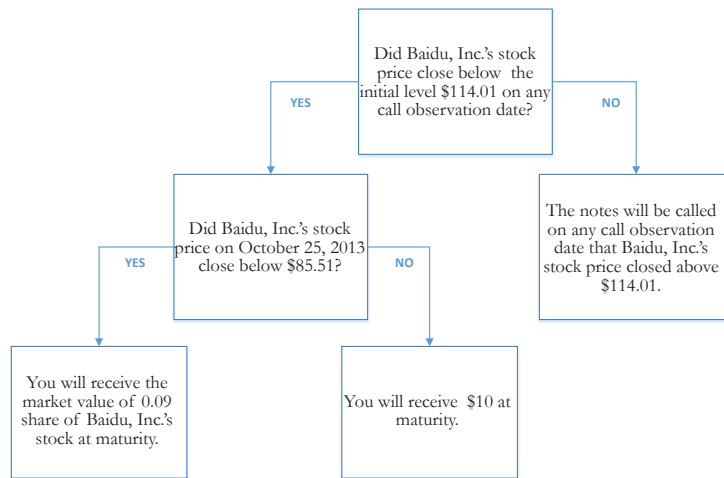 Did Baidu, Inc.'s stock
price close below the
initial level $114.01 on any
call observation date?
YES
NO
Did Baidu, Inc.'s stock
price on October 25, 2013
close below $85.51?
The notes will be called
on any call observation
date that Baidu, Inc.'s
stock price closed above
$114.01.
YES
NO
You will receive the
market value of 0.09
share of Baidu, Inc.'s
stock at maturity.
You will receive $10 at
maturity.